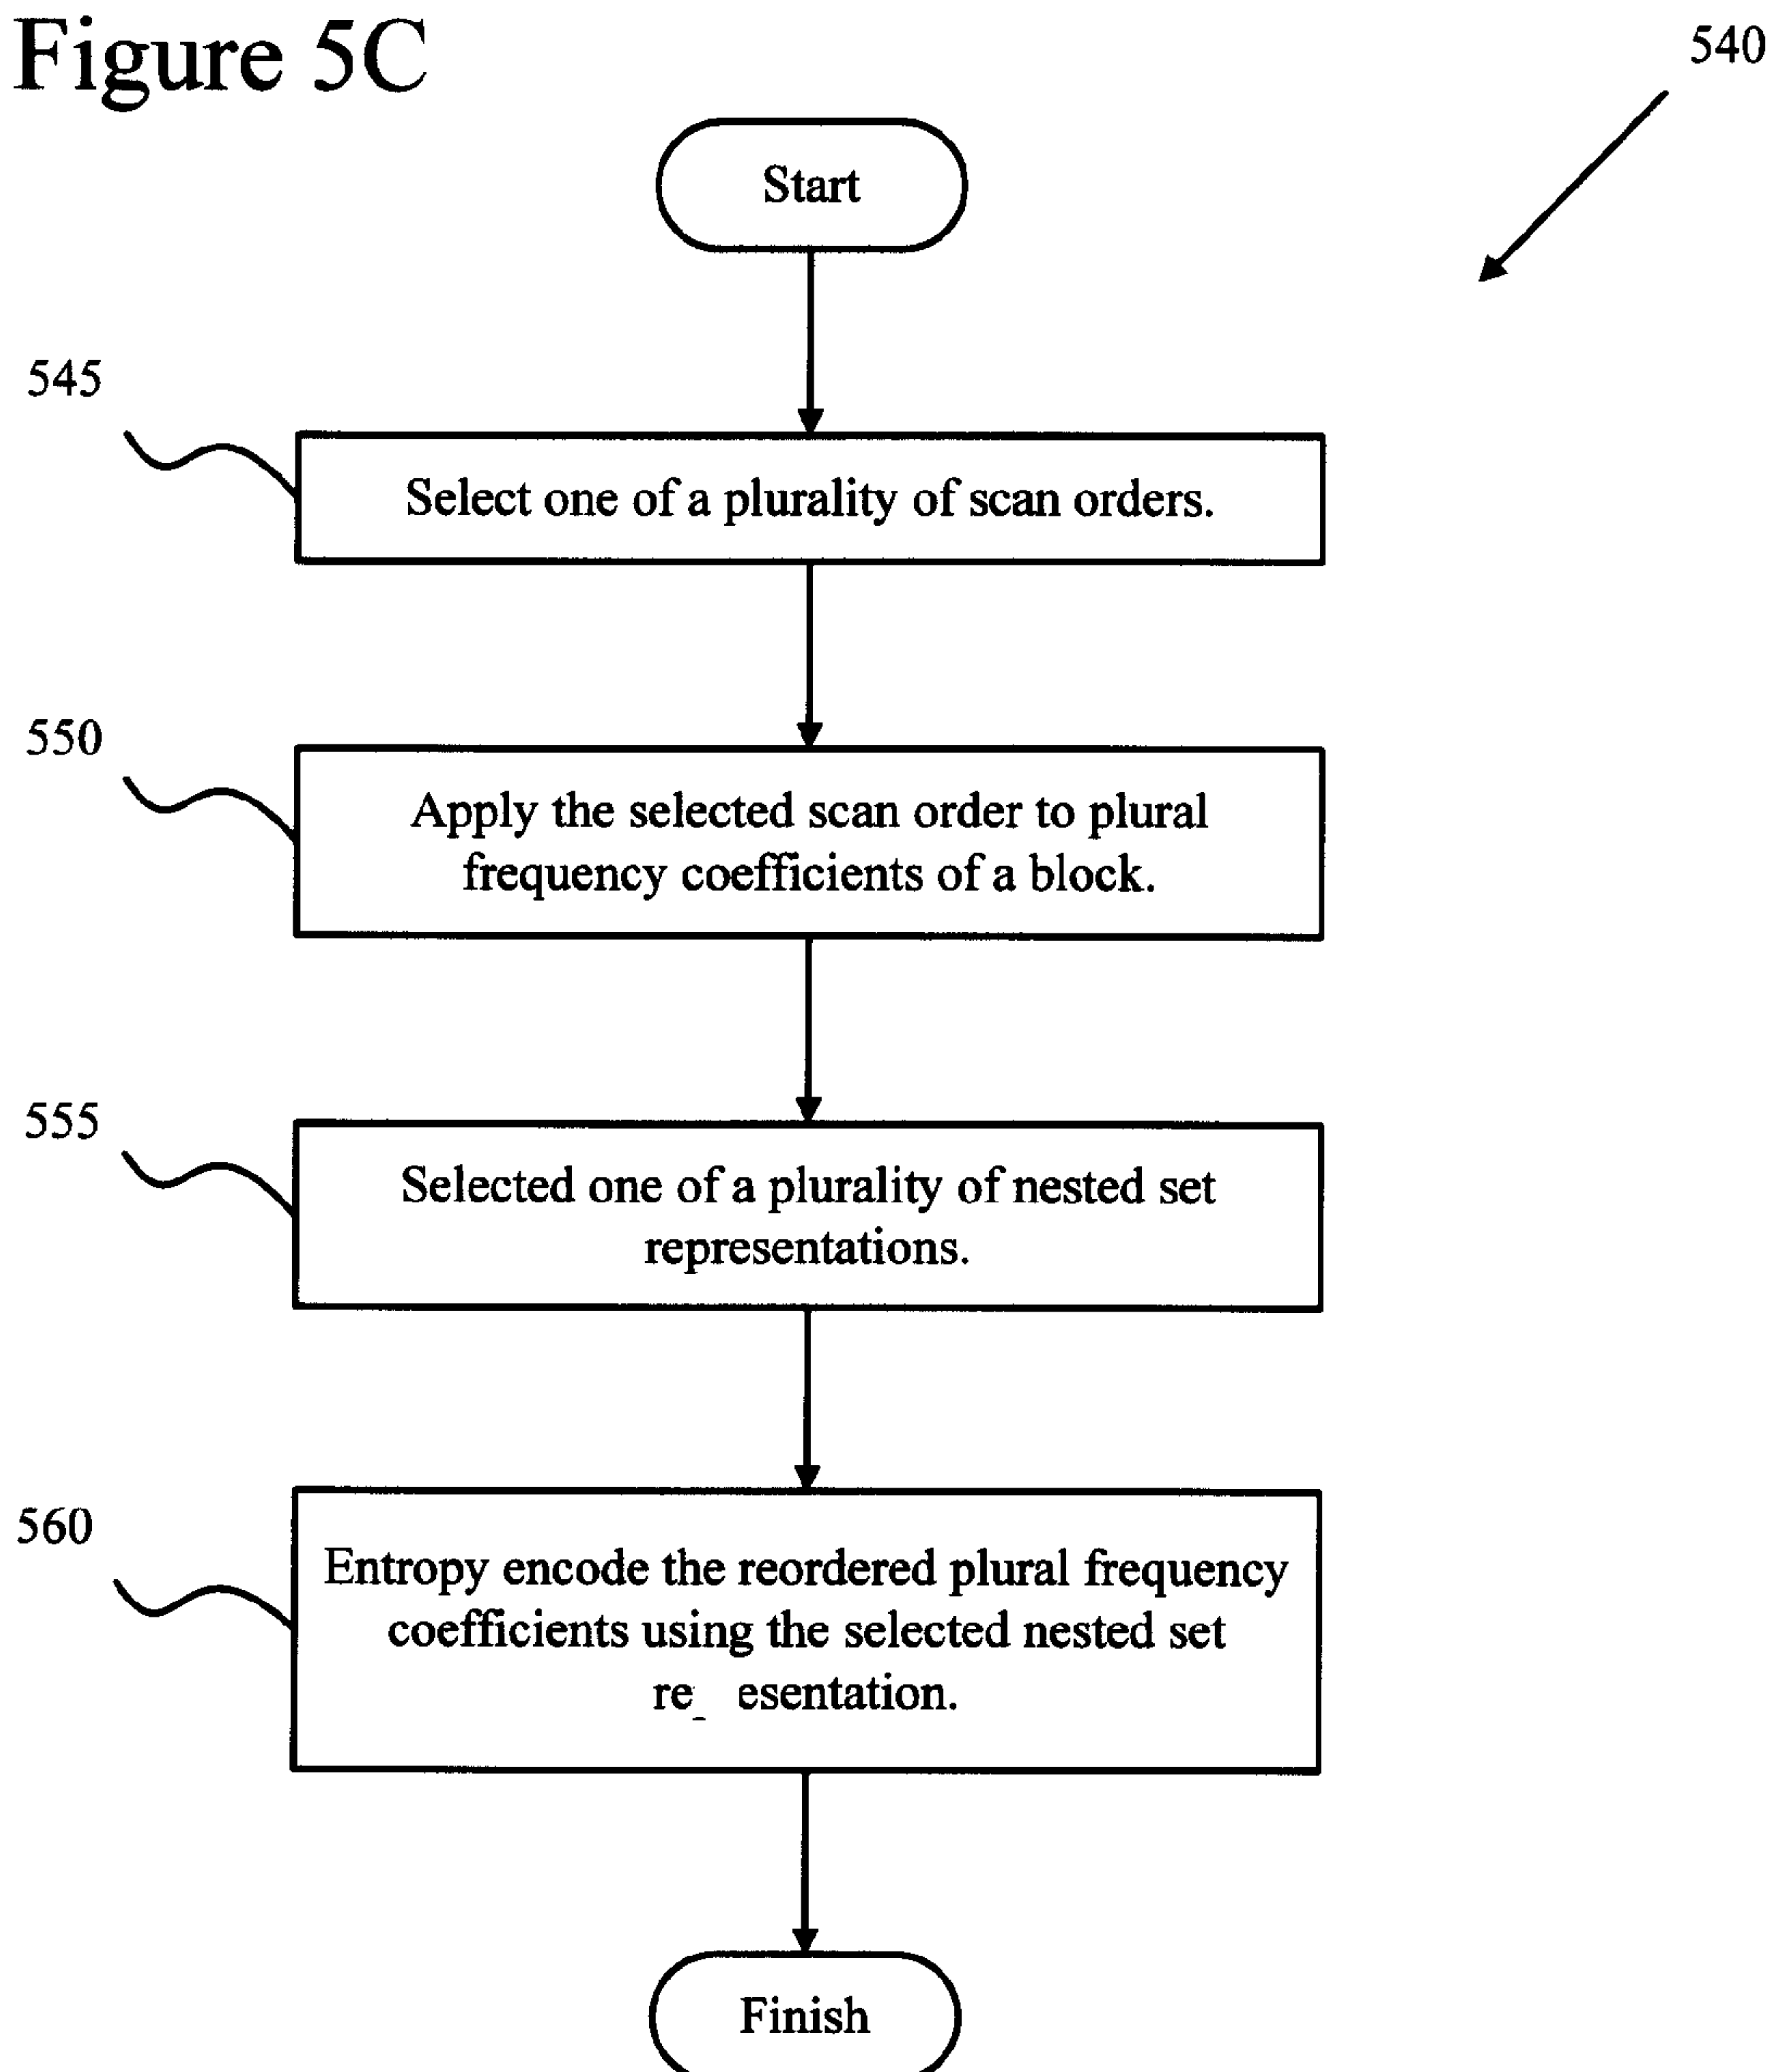 Figure 5C
540
Start
545
Select one of a plurality of scan orders.
550
Apply the selected scan order to plural
frequency coefficients of a block.
555
Selected one of a plurality of nested set
representations.
560
Entropy encode the reordered plural frequency
coefficients using the selected nested set
re esentation.
Finish